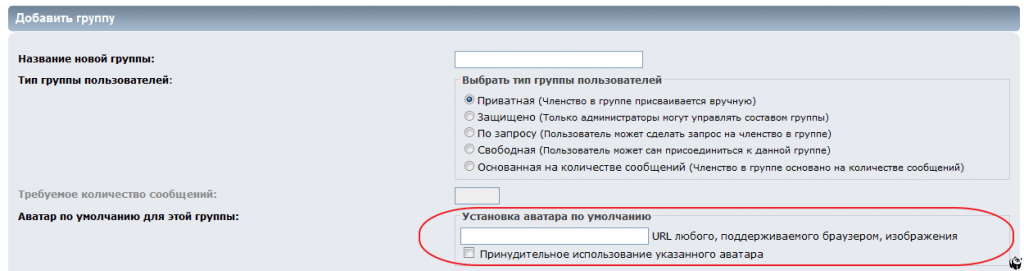 Добавить группу
Название новой группы:
Тип группы пользователей:
Выбрать тип группы пользователей
Приватная (Членство в группе присваивается вручную)
Защищено (Только администраторы могут управлять составом группы)
По запросу (Пользователь может сделать запрос на членство в группе)
Свободная (Пользователь может сам присоединиться к данной группе)
Основанная на количестве сообщений (Членство в группе основано на количестве сообщений)
Требуемое количество сообщений:
Аватар по умолчанию для этой группы:
Установка аватара по умолчанию
URL любого, поддерживаемого браузером, изображения
Принудительное использование указанного аватара